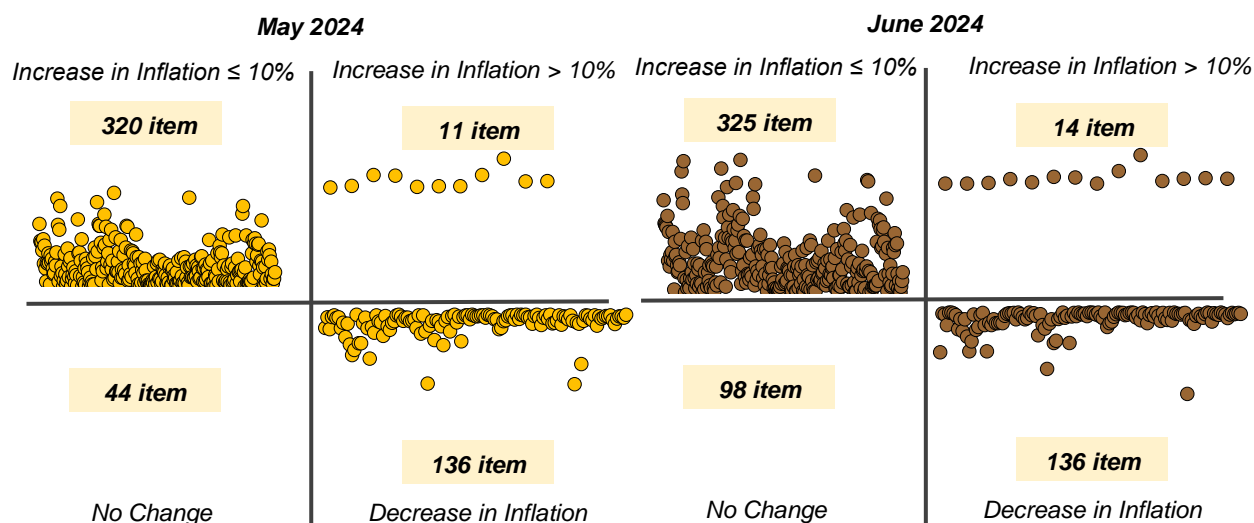 May 2024
Increase in Inflation ≤ 10%
Increase in Inflation > 10%
320 item
11 item
44 item
136 item
No Change
Decrease in Inflation
June 2024
Increase in Inflation ≤ 10%
Increase in Inflation > 10%
325 item
14 item
98 item
136 item
No Change
Decrease in Inflation